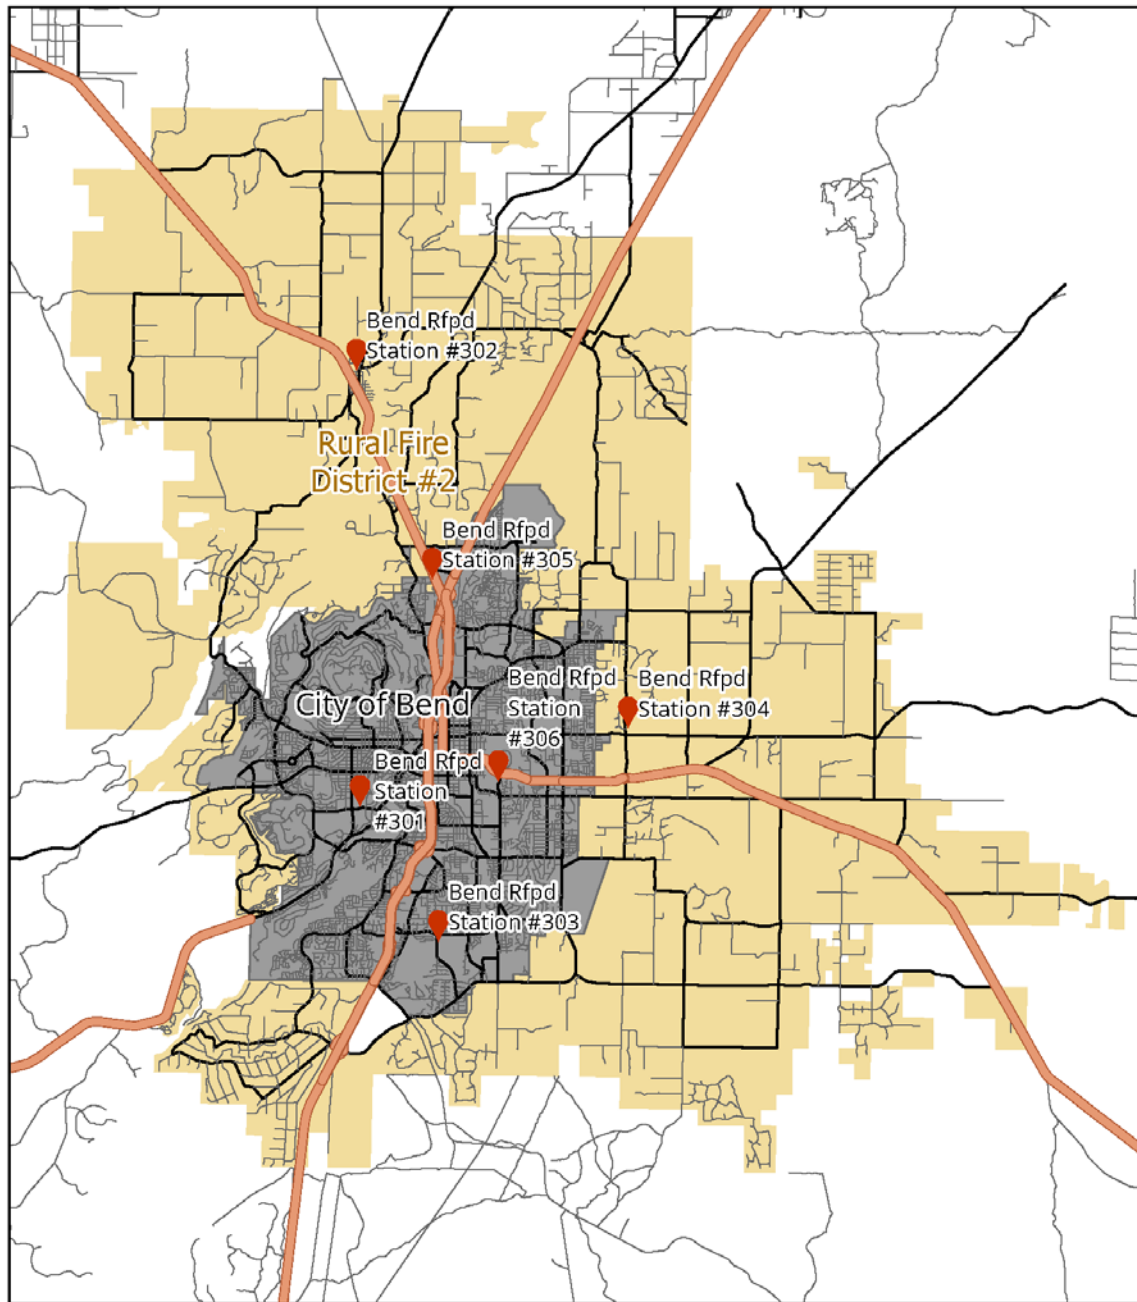 Bend Rfpd
Station #302
Rural Fire
District #2
Bend Rfpd
Station #305
Bend Rfpd
Station
#306
Bend Rfpd
Station #304
City of Bend
Bend Rfpd
Station
#301
Bend Rfpd
Station #303